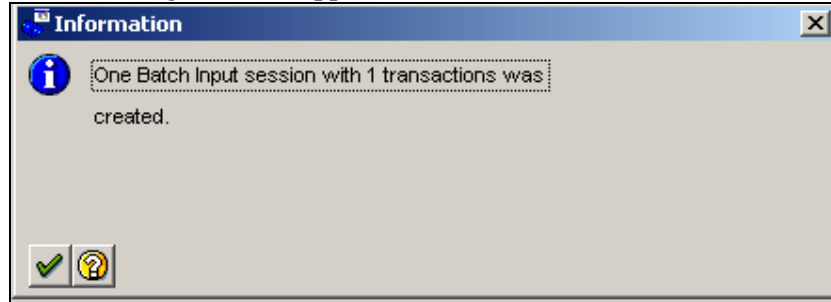 Information
One Batch Input session with 1 transactions was
created.